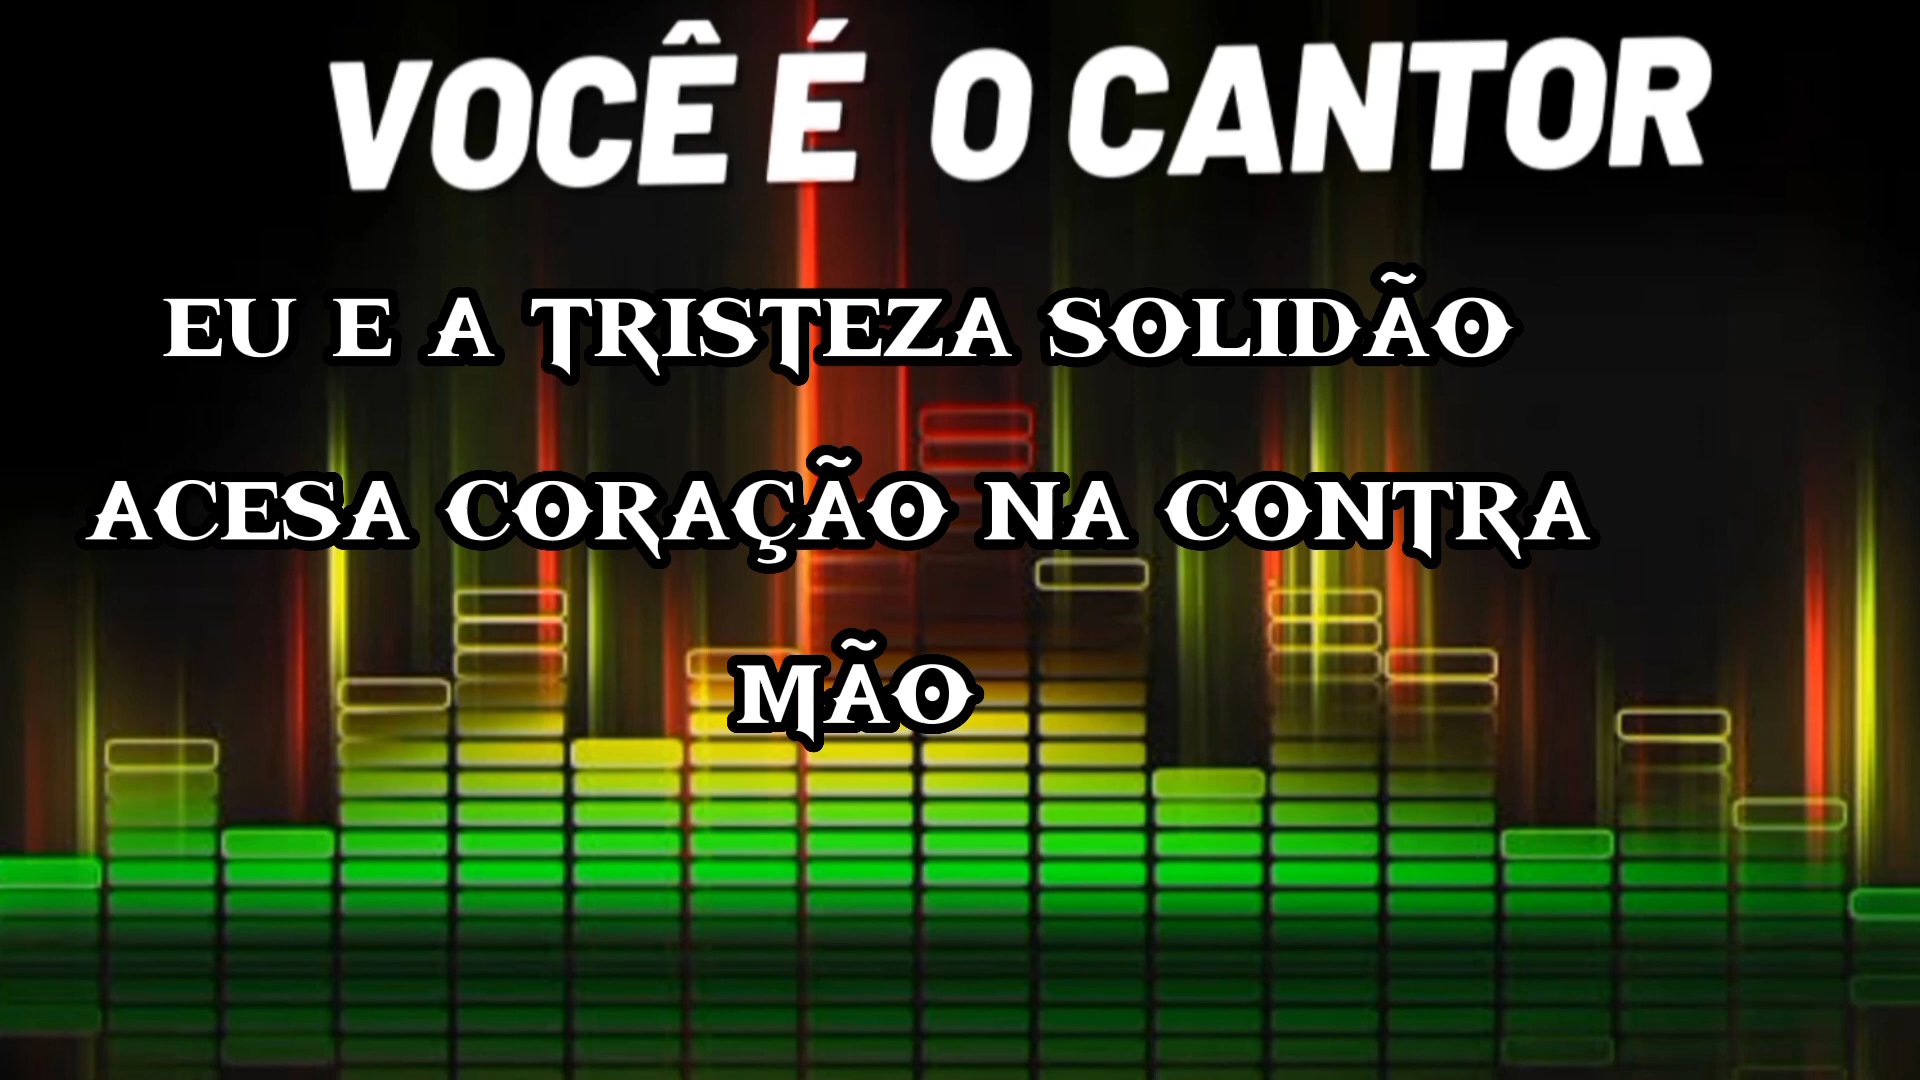 VOCÊ É O CANTOR
EU E A TRISTEZA SOLIDÃO
ACESA CORAÇÃO NA CONTRA
MÃO